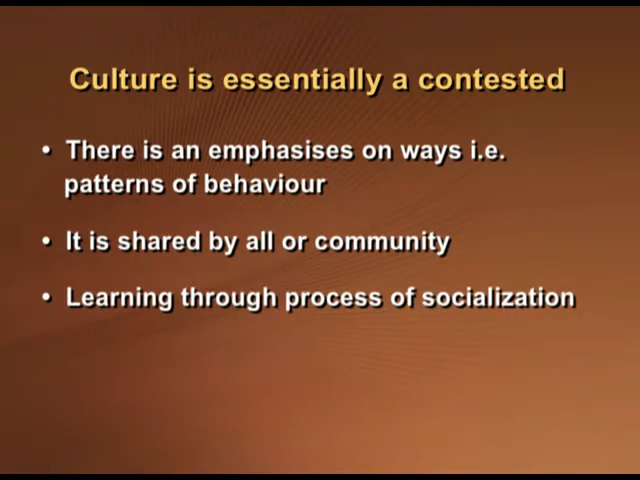 Culture is essentially a contested
• There is an emphasises on ways i.e.
patterns of behaviour
• It is shared by all or community
• Learning through process of socialization